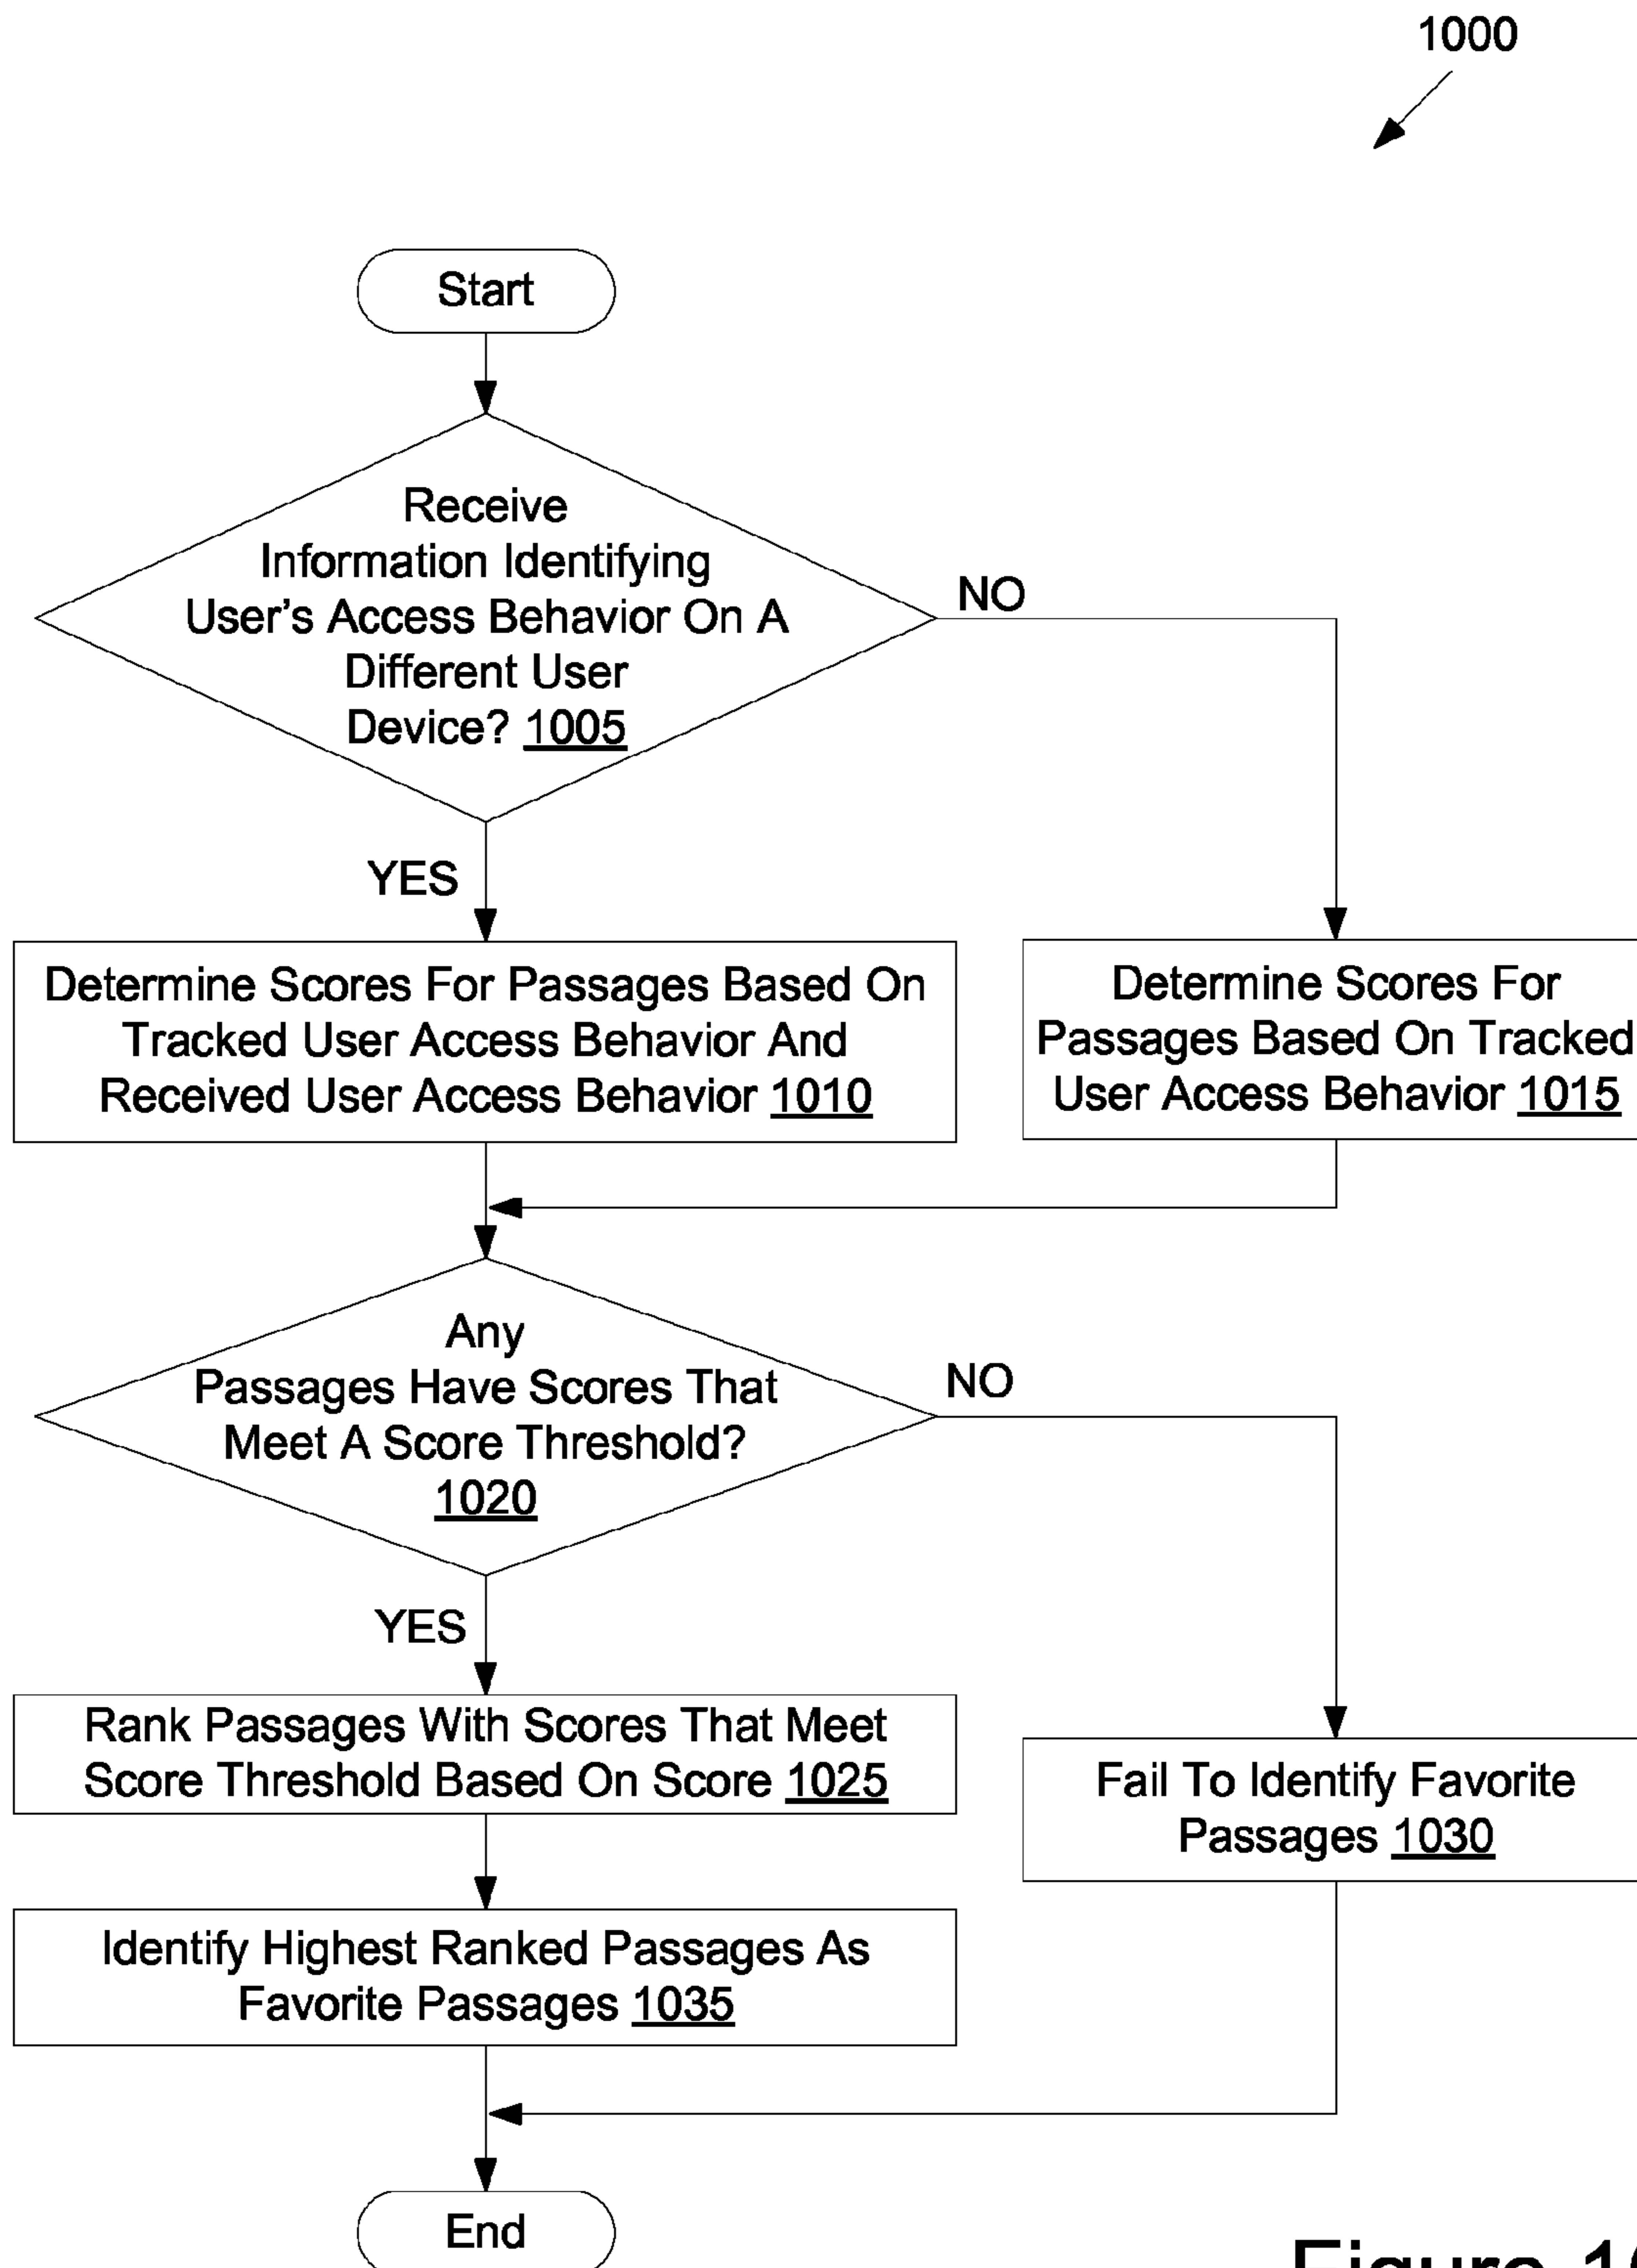 1000
Start
Receive
Information Identifying
User's Access Behavior On A
Different User
Device? 1005
NO
YES
Determine Scores For Passages Based On
Tracked User Access Behavior And
Received User Access Behavior 1010
Determine Scores For
Passages Based On Tracked
User Access Behavior 1015
Any
Passages Have Scores That
Meet A Score Threshold?
1020
NO
YES
Rank Passages With Scores That Meet
Score Threshold Based On Score 1025
Fail To Identify Favorite
Passages 1030
Identify Highest Ranked Passages As
Favorite Passages 1035
End
Figure